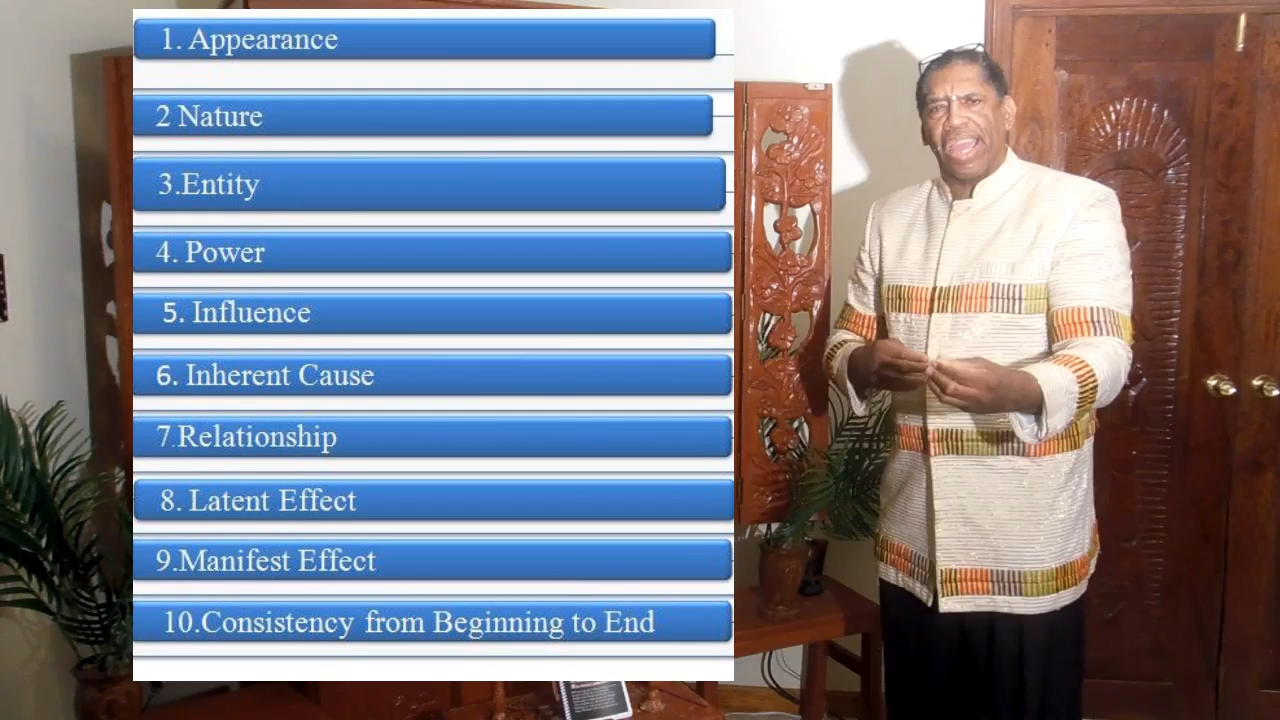 1. Appearance
2 Nature
3.Entity
4. Power
5. Influence
6. Inherent Cause
7.Relationship
8. Latent Effect
9.Manifest Effect
10.Consistency from Beginning to End